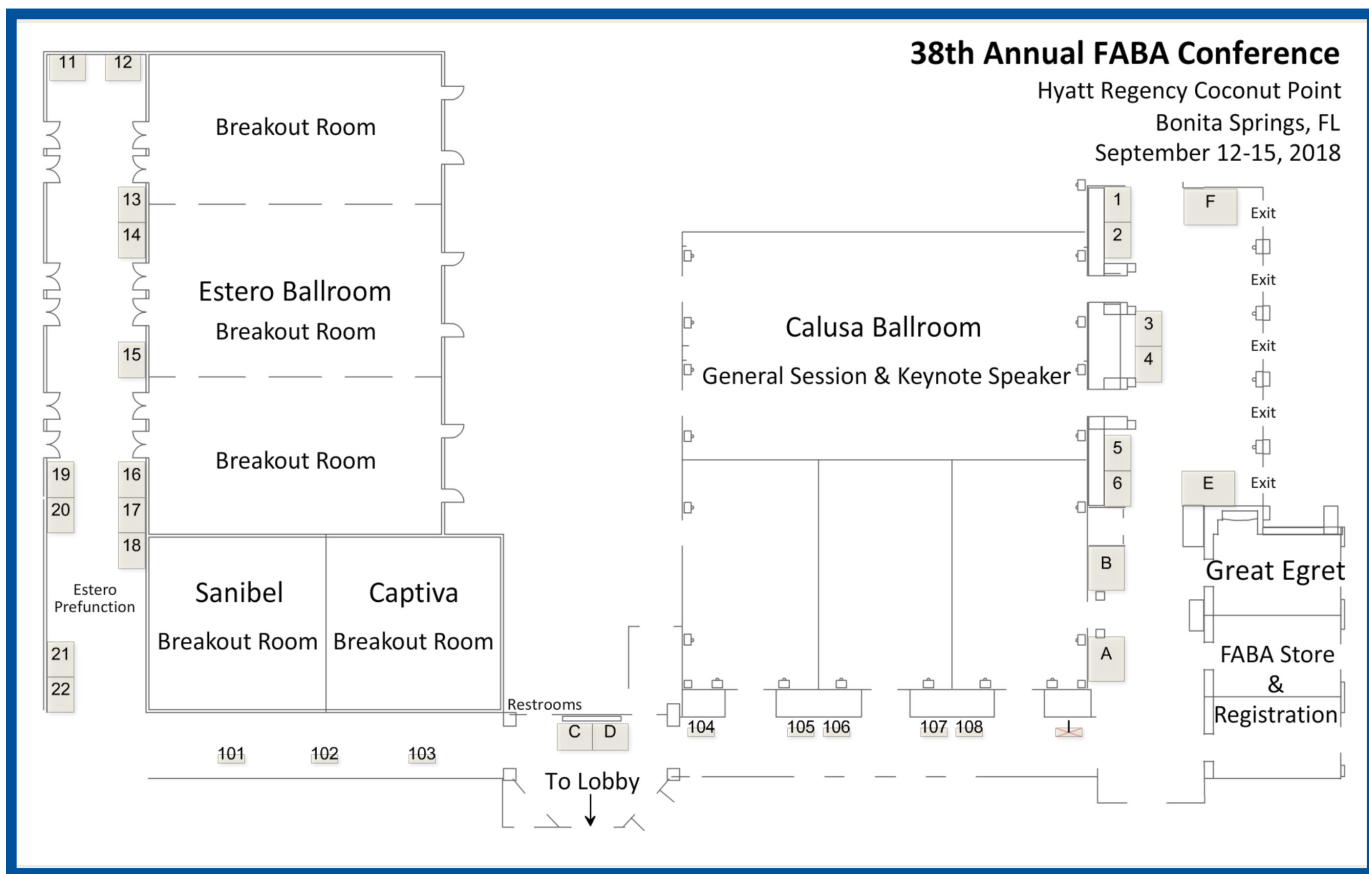 38th Annual FABA Conference
Hyatt Regency Coconut Point
Bonita Springs, FL
September 12-15, 2018
11 12
Breakout Room
13
14
Estero Ballroom
Breakout Room
15
Breakout Room
19 16
20 17
18
Estero
Prefunction
Sanibel
Breakout Room
Captiva
Breakout Room
21
22
Restrooms
C D
101 102 103
To Lobby
Calusa Ballroom
General Session & Keynote Speaker
1
2
3
4
5
6
B
A
104 105 106 107 108 I
F
Exit
Exit
Exit
Exit
Exit
E
Great Egret
FABA Store
&
Registration